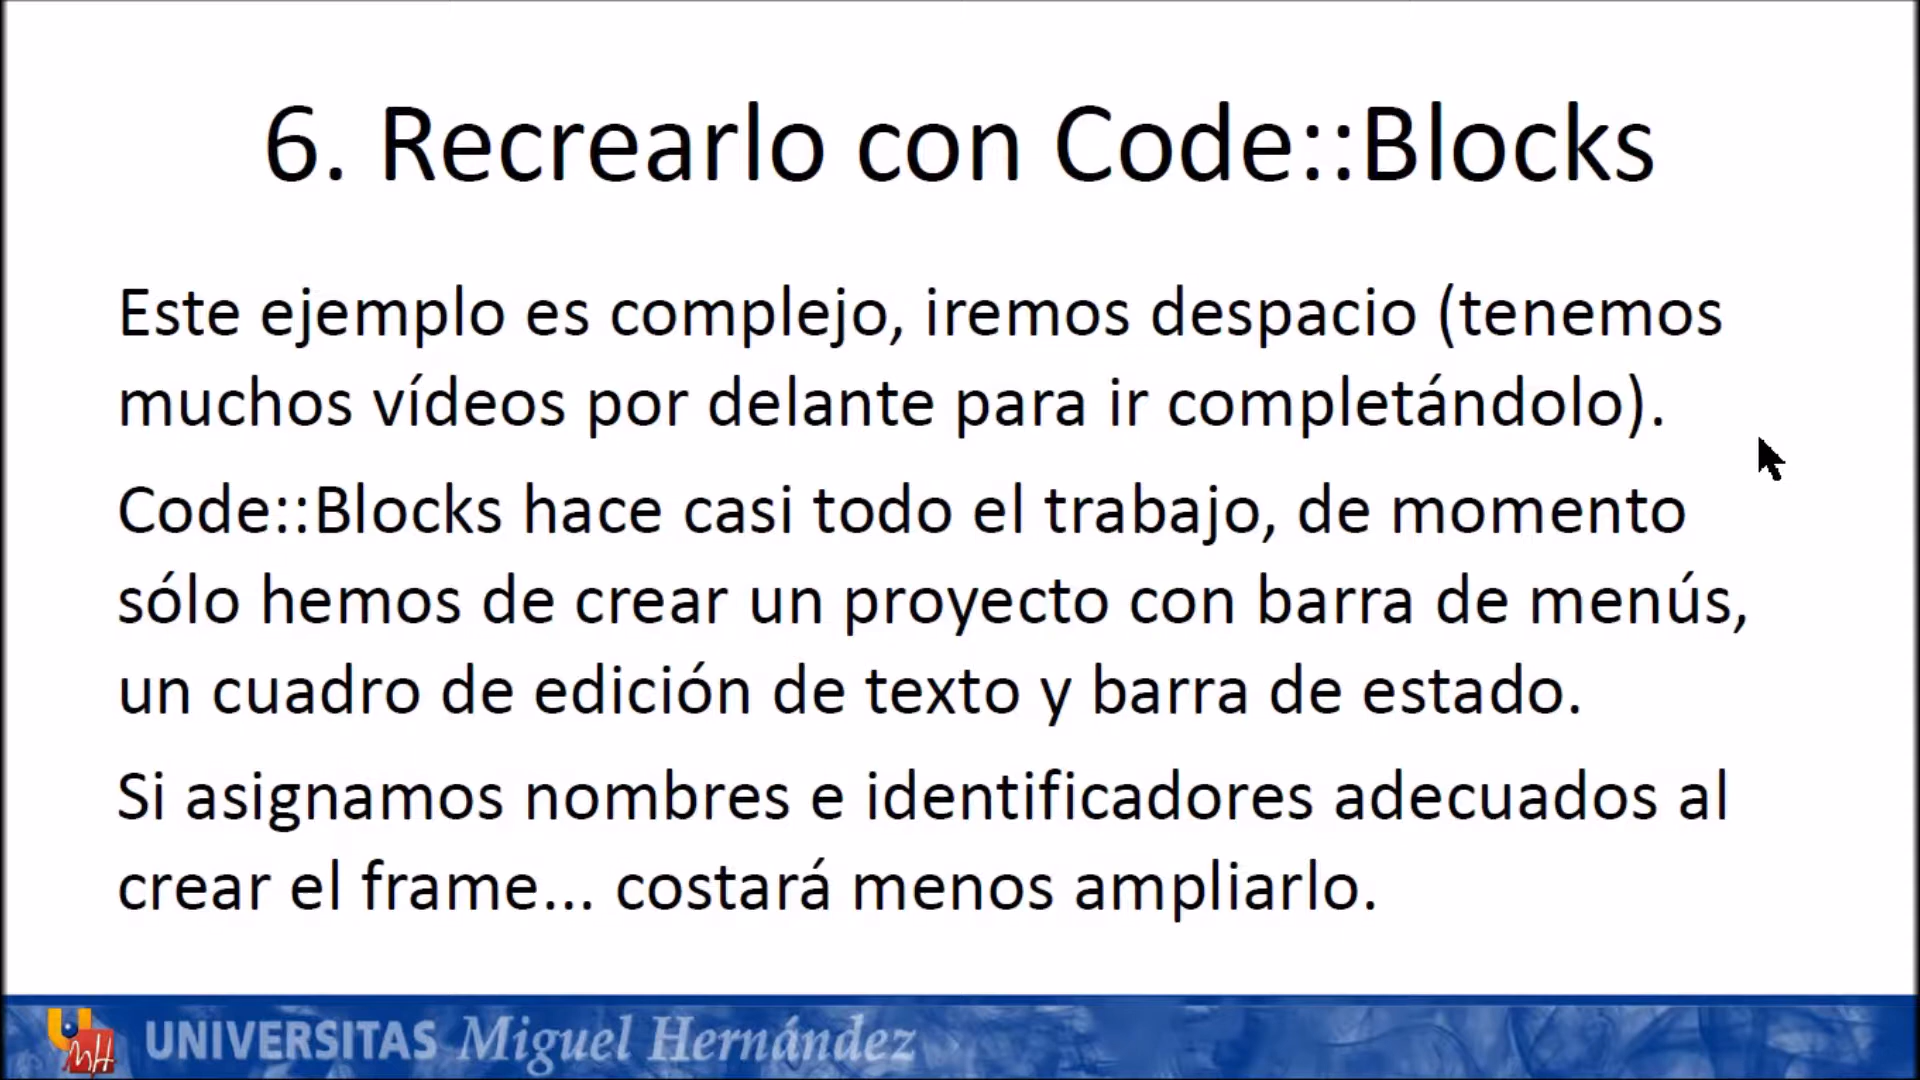 6. Recrearlo con Code::Blocks
Este ejemplo es complejo, iremos despacio (tenemos
muchos vídeos por delante para ir completándolo).
Code::Blocks hace casi todo el trabajo, de momento
sólo hemos de crear un proyecto con barra de menús,
un cuadro de edición de texto y barra de estado.
Si asignamos nombres e identificadores adecuados al
crear el frame... costará menos ampliarlo.
UNIVERSITAS Miguel Hernández